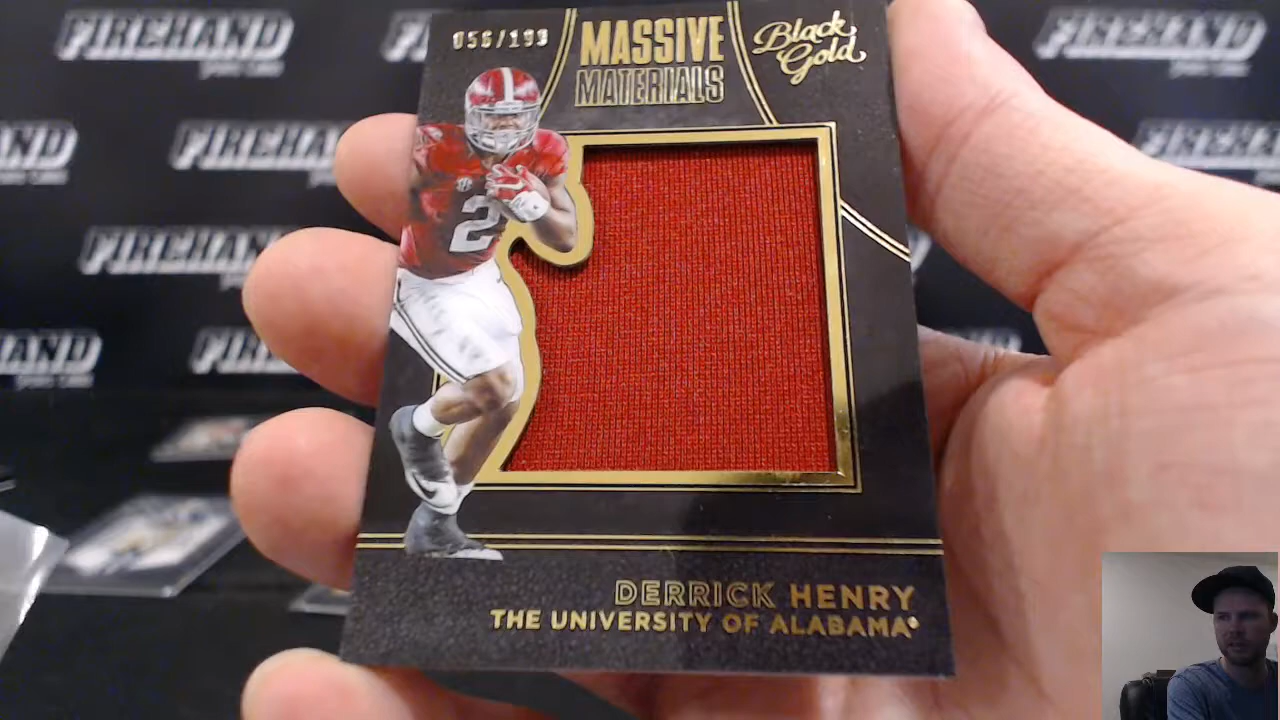 056/199
MASSIVE
MATERIALS
Black
Gold
2
DERRICK HENRY
THE UNIVERSITY OF ALABAMA
FIREHAND
FIREHAND
FIREHAND
FIREHAND